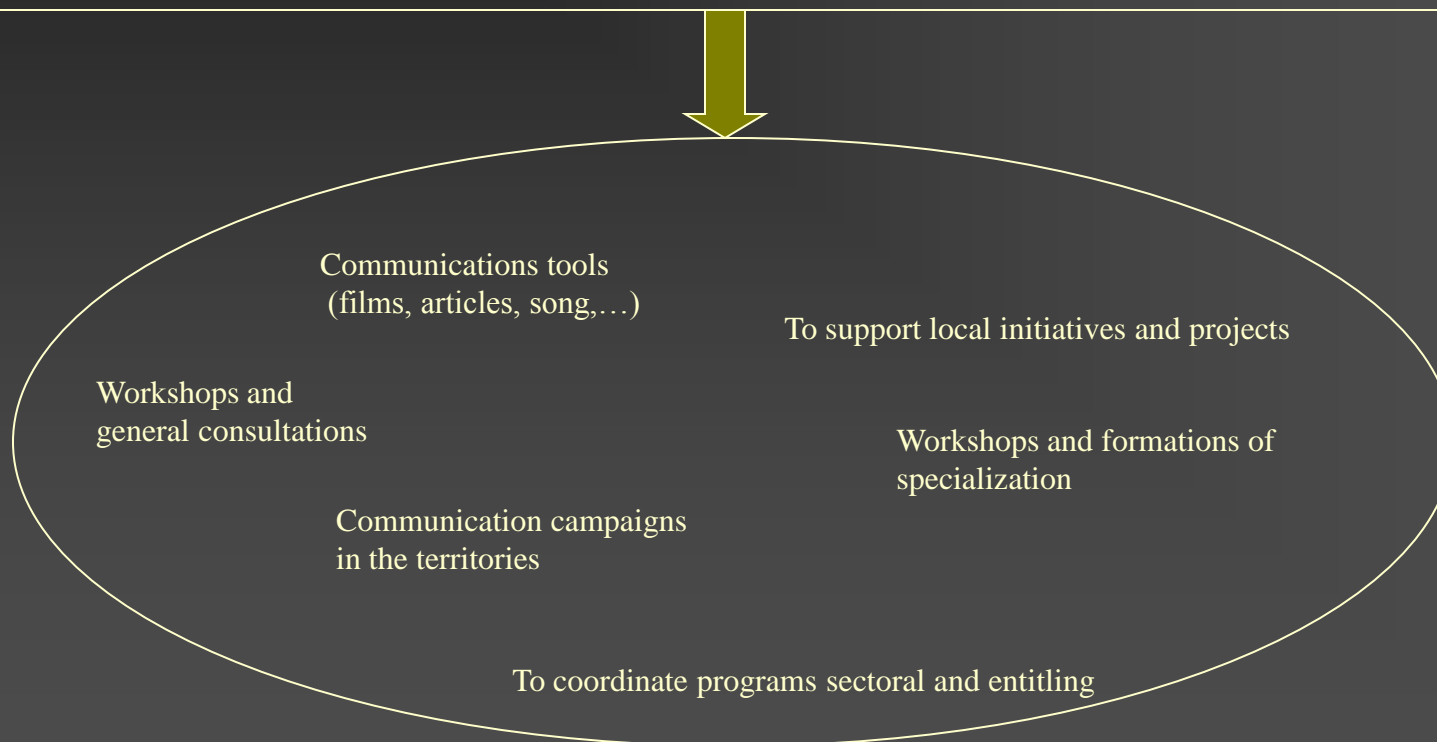 Communications tools
(films, articles, song,…)
To support local initiatives and projects
Workshops and
general consultations
Workshops and formations of
specialization
Communication campaigns
in the territories
To coordinate programs sectoral and entitling